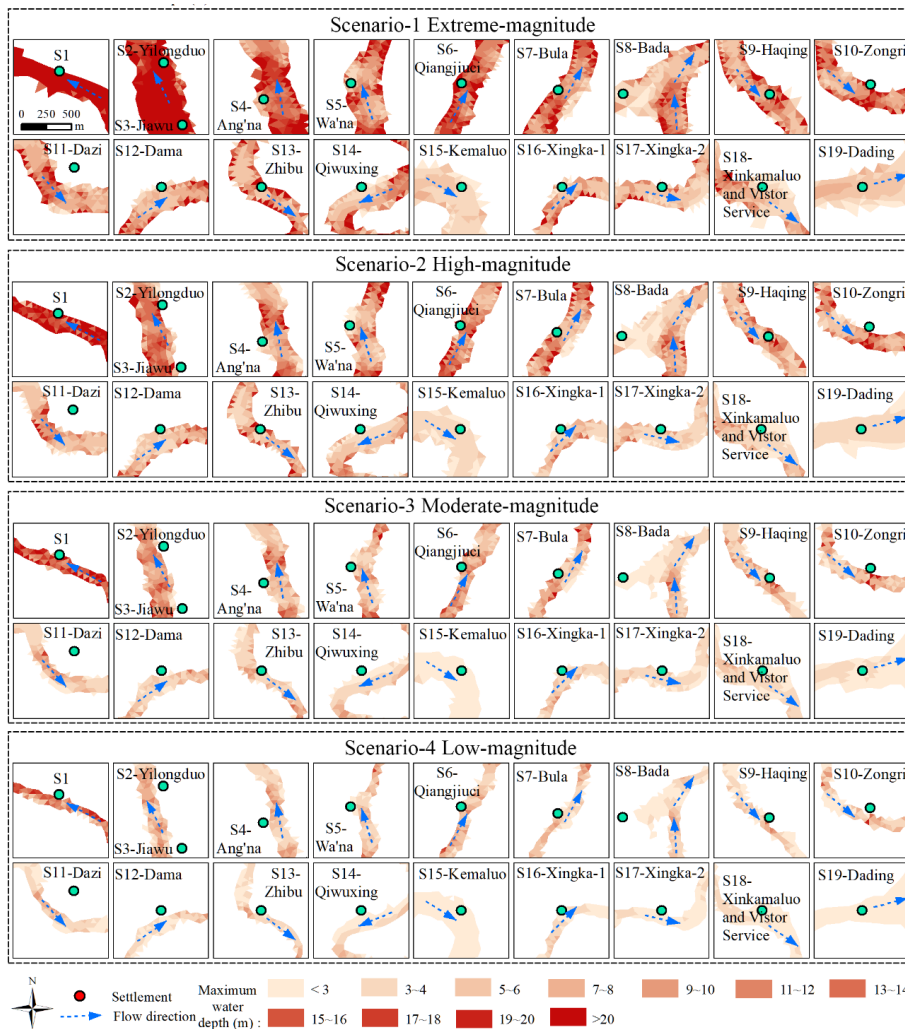 Scenario-1 Extreme-magnitude
S1
S2-Yilongduo
S3-Jiawu
0 250 500
m
S4-
Ang'na
S5-
Wa'na
S6-
Qiangjiuci
S7-Bula
S8-Bada
S9-Haqing
S10-Zongri
S11-Dazi
S12-Dama
S13-
Zhibu
S14-
Qiwuxing
S15-Kemaluo
S16-Xingka-1
S17-Xingka-2
S18-
Xinkamaluo
and Vistor
Service
S19-Dading
Scenario-2 High-magnitude
S1
S2-Yilongduo
S3-Jiawu
S4-
Ang'na
S5-
Wa'na
S6-
Qiangjiuci
S7-Bula
S8-Bada
S9-Haqing
S10-Zongri
S11-Dazi
S12-Dama
S13-
Zhibu
S14-
Qiwuxing
S15-Kemaluo
S16-Xingka-1
S17-Xingka-2
S18-
Xinkamaluo
and Vistor
Service
S19-Dading
Scenario-3 Moderate-magnitude
S1
S2-Yilongduo
S3-Jiawu
S4-
Ang'na
S5-
Wa'na
S6-
Qiangjiuci
S7-Bula
S8-Bada
S9-Haqing
S10-Zongri
S11-Dazi
S12-Dama
S13-
Zhibu
S14-
Qiwuxing
S15-Kemaluo
S16-Xingka-1
S17-Xingka-2
S18-
Xinkamaluo
and Vistor
Service
S19-Dading
Scenario-4 Low-magnitude
S1
S2-Yilongduo
S3-Jiawu
S4-
Ang'na
S5-
Wa'na
S6-
Qiangjiuci
S7-Bula
S8-Bada
S9-Haqing
S10-Zongri
S11-Dazi
S12-Dama
S13-
Zhibu
S14-
Qiwuxing
S15-Kemaluo
S16-Xingka-1
S17-Xingka-2
S18-
Xinkamaluo
and Vistor
Service
S19-Dading
N
Settlement
Flow direction
Maximum
water
depth (m) :
< 3 3~4 5~6 7~8 9~10 11~12 13~14
15~16 17~18 19~20 >20